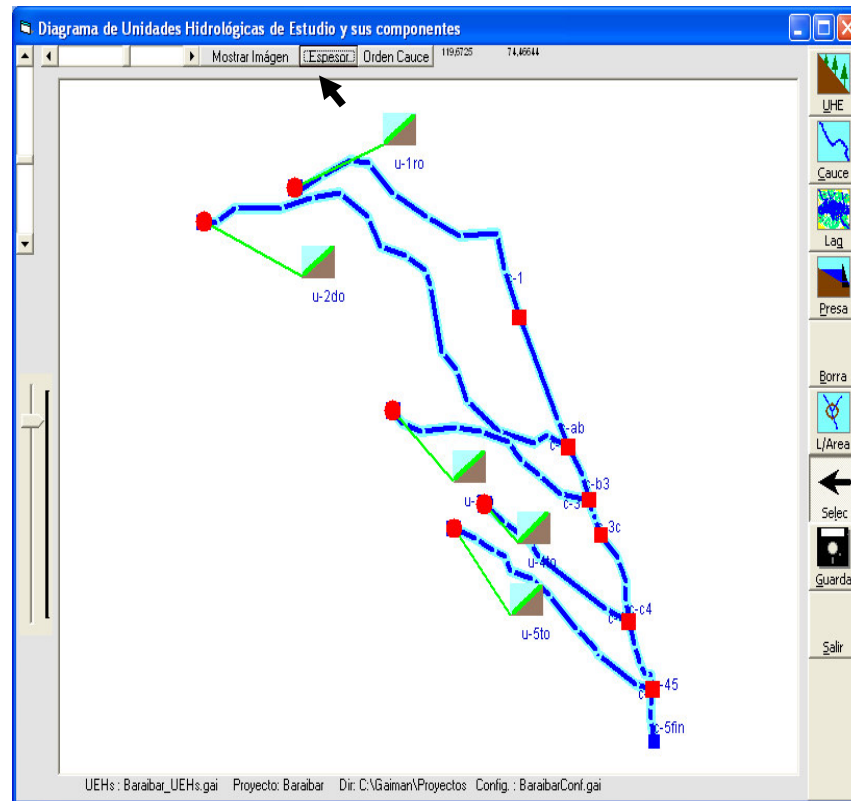 Diagrama de Unidades Hidrológicas de Estudio y sus componentes
Mostrar Imágen Espesor Orden Cauce 119,6725 74,46644
UHE
Cauce
Lag
Presa
Borra
L/Area
Selec
Guarda
Salir
u-1ro
u-2do
c-1
c-ab
c-b3
c-3
3c
u-4to
c-c4
u-5to
-45
c-5fin
UEHs : Baraibar_UEHs.gai Proyecto: Baraibar Dir: C:\Gaiman\Proyectos Config. : BaraibarConf.gai